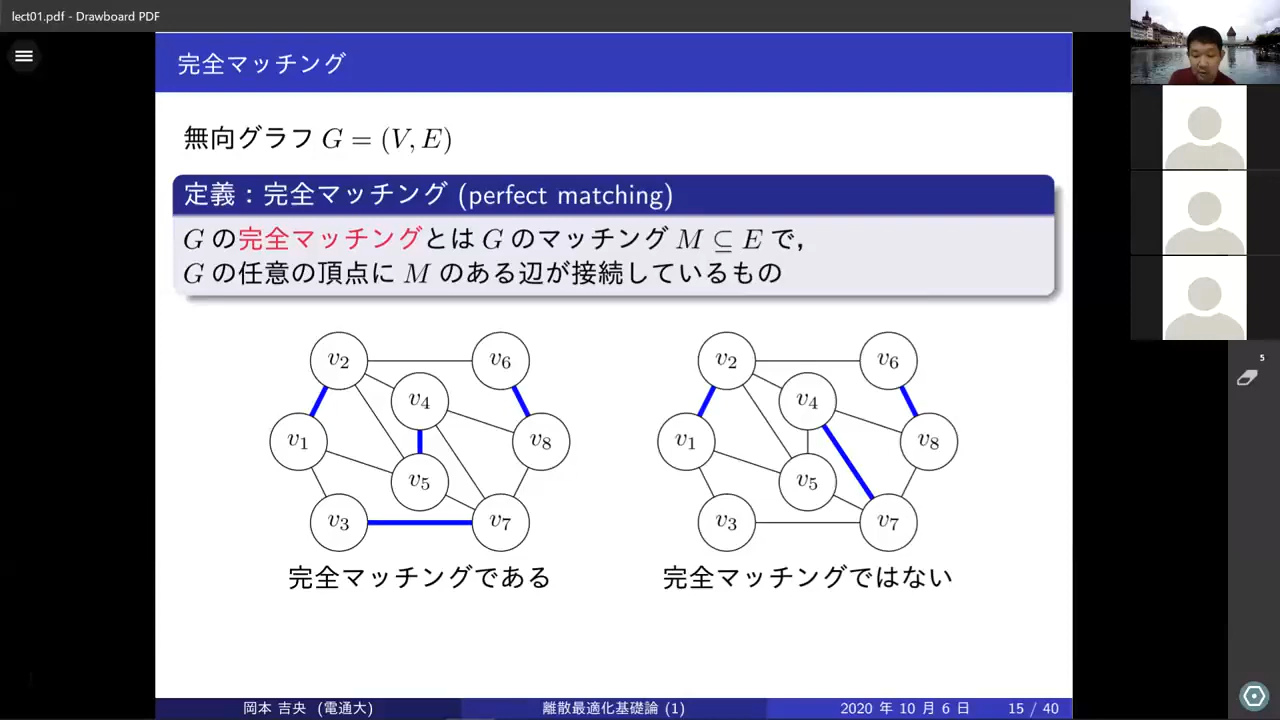 lect01.pdf - Drawboard PDF
完全マッチング
無向グラフ G = (V, E)
定義：完全マッチング (perfect matching)
G の完全マッチングとは G のマッチング M ⊆ E で，
G の任意の頂点に M のある辺が接続しているもの
v2 v6
v4
v1 v8
v5
v3 v7
完全マッチングである
v2 v6
v4
v1 v8
v5
v3 v7
完全マッチングではない
5
岡本 吉央 (電通大) 離散最適化基礎論 (1) 2020 年 10 月 6 日 15 / 40